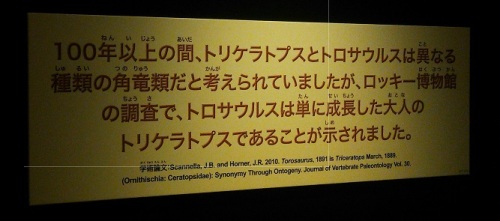 100年以上の間、トリケラトプスとトロサウルスは異なる
種類の角竜類だと考えられていましたが、ロッキー博物館
の調査で、トロサウルスは単に成長した大人の
トリケラトプスであることが示されました。
学術論文：Scannella, J.B. and Horner, J.R. 2010. Torosaurus, 1891 is Triceratops March, 1889.
(Ornithischia: Ceratopsidae): Synonymy Through Ontogeny. Journal of Vertabrate Paleontology Vol. 30.